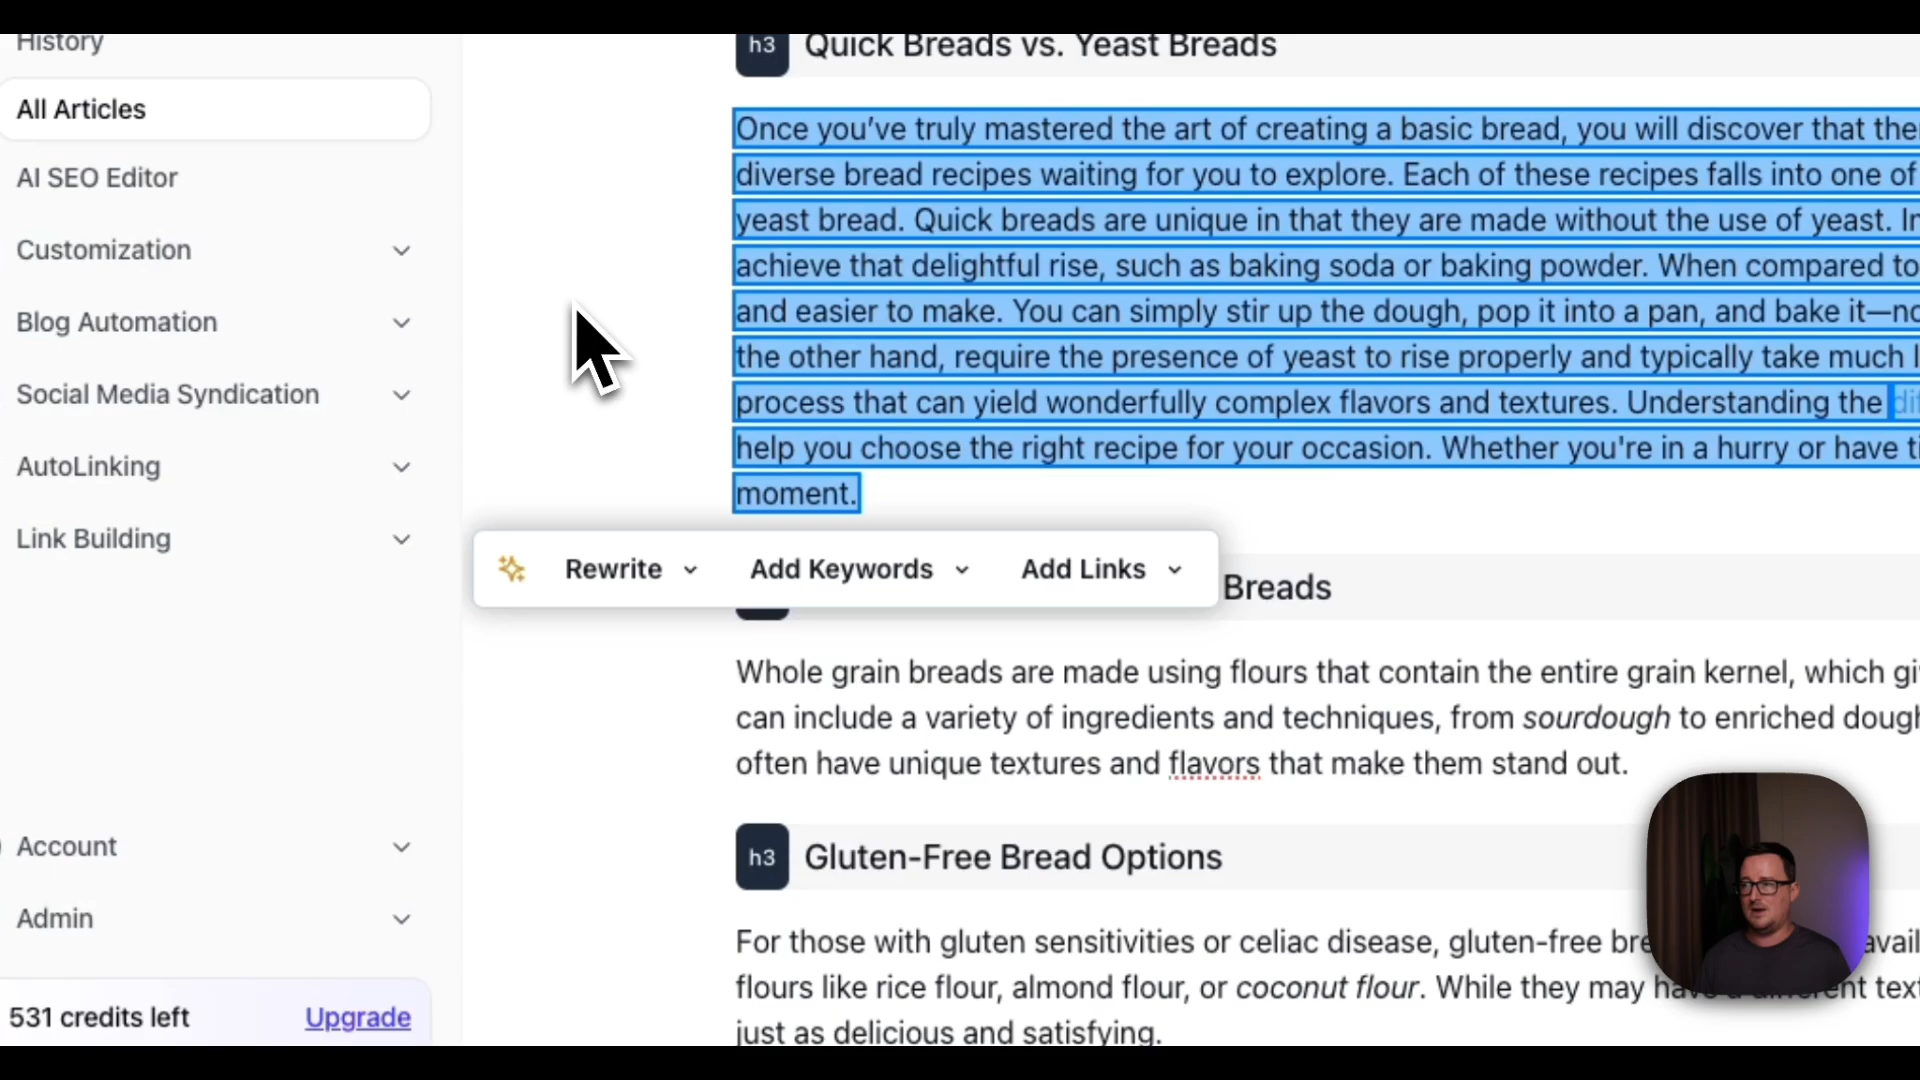 History
All Articles
AI SEO Editor
Customization
Blog Automation
Social Media Syndication
AutoLinking
Link Building
Account
Admin
531 credits left
Upgrade
h3 Quick Breads vs. Yeast Breads
Once you’ve truly mastered the art of creating a basic bread, you will discover that
diverse bread recipes waiting for you to explore. Each of these recipes falls into one of
yeast bread. Quick breads are unique in that they are made without the use of yeast.
achieve that delightful rise, such as baking soda or baking powder. When compared to
and easier to make. You can simply stir up the dough, pop it into a pan, and bake it—
the other hand, require the presence of yeast to rise properly and typically take much
process that can yield wonderfully complex flavors and textures. Understanding the
help you choose the right recipe for your occasion. Whether you're in a hurry or have
moment.
Rewrite Add Keywords Add Links
Breads
Whole grain breads are made using flours that contain the entire grain kernel, which
can include a variety of ingredients and techniques, from sourdough to enriched
often have unique textures and flavors that make them stand out.
h3 Gluten-Free Bread Options
For those with gluten sensitivities or celiac disease, gluten-free
flours like rice flour, almond flour, or coconut flour. While they may have a different
just as delicious and satisfying.